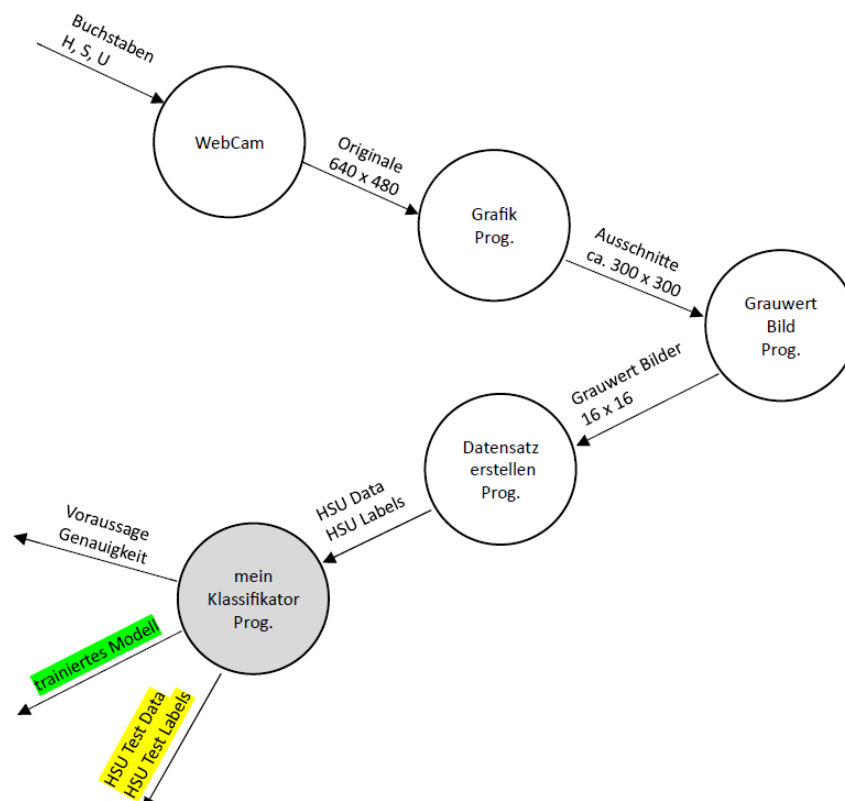 Buchstaben
H, S, U
WebCam
Originale
640 x 480
Grafik
Prog.
Ausschnitte
ca. 300 x 300
Grauwert
Bild
Prog.
Grauwert Bilder
16 x 16
Datensatz
erstellen
Prog.
HSU Data
HSU Labels
mein
Klassifikator
Prog.
Voraussage
Genauigkeit
trainiertes Modell
HSU Test Data
HSU Test Labels